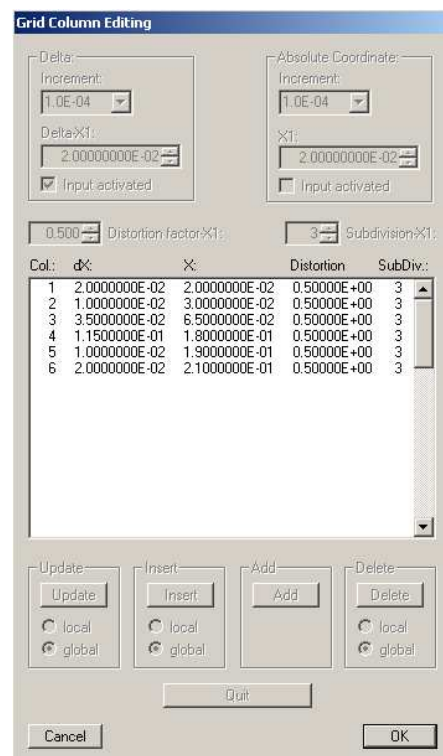 Grid Column Editing
Delta: Absolute Coordinate:
Increment: Increment:
1.0E-04 1.0E-04
Delta-X1: X1:
2.00000000E-02 2.00000000E-02
Input activated Input activated
0.500 Distortion factor-X1: 3 Subdivision-X1:
Col.: dX: X: Distortion SubDiv.:
1 2.0000000E-02 2.0000000E-02 0.50000E+00 3
2 1.0000000E-02 3.0000000E-02 0.50000E+00 3
3 3.5000000E-02 6.5000000E-02 0.50000E+00 3
4 1.1500000E-01 1.8000000E-01 0.50000E+00 3
5 1.0000000E-02 1.9000000E-01 0.50000E+00 3
6 2.0000000E-02 2.1000000E-01 0.50000E+00 3
Update Insert Add Delete
Update Insert Add Delete
local local local
global global global
Quit
Cancel OK